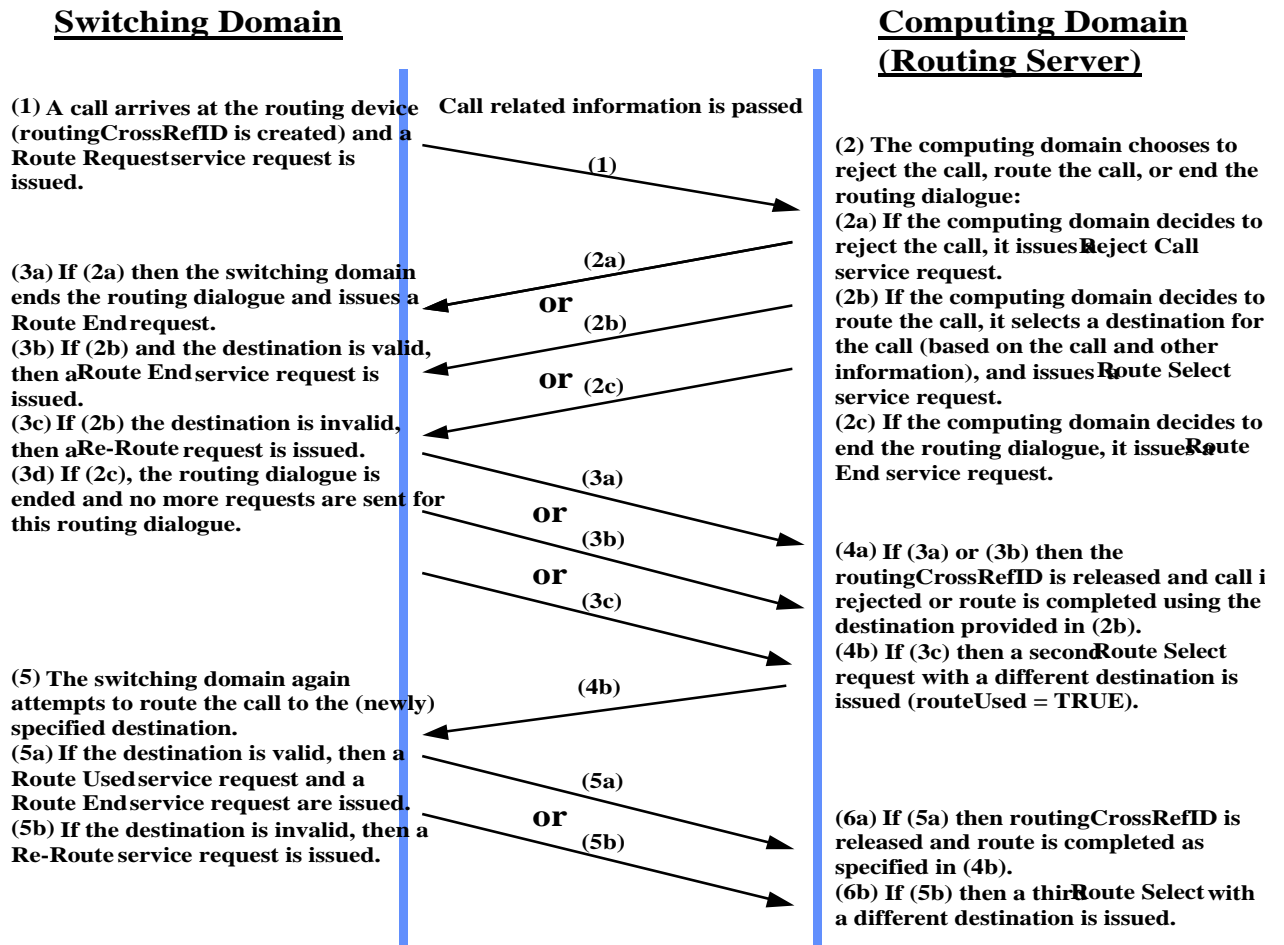 Switching Domain
Computing Domain
(Routing Server)
(1) A call arrives at the routing device
(routingCrossRefID is created) and a
Route Request service request is
issued.
Call related information is passed
(1)
(2) The computing domain chooses to
reject the call, route the call, or end the
routing dialogue:
(2a) If the computing domain decides to
reject the call, it issues a Reject Call
service request.
(2b) If the computing domain decides to
route the call, it selects a destination for
the call (based on the call and other
information), and issues a Route Select
service request.
(2c) If the computing domain decides to
end the routing dialogue, it issues a Route
End service request.
(2a)
or
(2b)
or
(2c)
(3a) If (2a) then the switching domain
ends the routing dialogue and issues a
Route End request.
(3b) If (2b) and the destination is valid,
then a Route End service request is
issued.
(3c) If (2b) the destination is invalid,
then a Re-Route request is issued.
(3d) If (2c), the routing dialogue is
ended and no more requests are sent for
this routing dialogue.
(3a)
or
(3b)
or
(3c)
(4a) If (3a) or (3b) then the
routingCrossRefID is released and call i
rejected or route is completed using the
destination provided in (2b).
(4b) If (3c) then a second Route Select
request with a different destination is
issued (routeUsed = TRUE).
(4b)
(5) The switching domain again
attempts to route the call to the (newly)
specified destination.
(5a) If the destination is valid, then a
Route Used service request and a
Route End service request are issued.
(5b) If the destination is invalid, then a
Re-Route service request is issued.
(5a)
or
(5b)
(6a) If (5a) then routingCrossRefID is
released and route is completed as
specified in (4b).
(6b) If (5b) then a third Route Select with
a different destination is issued.